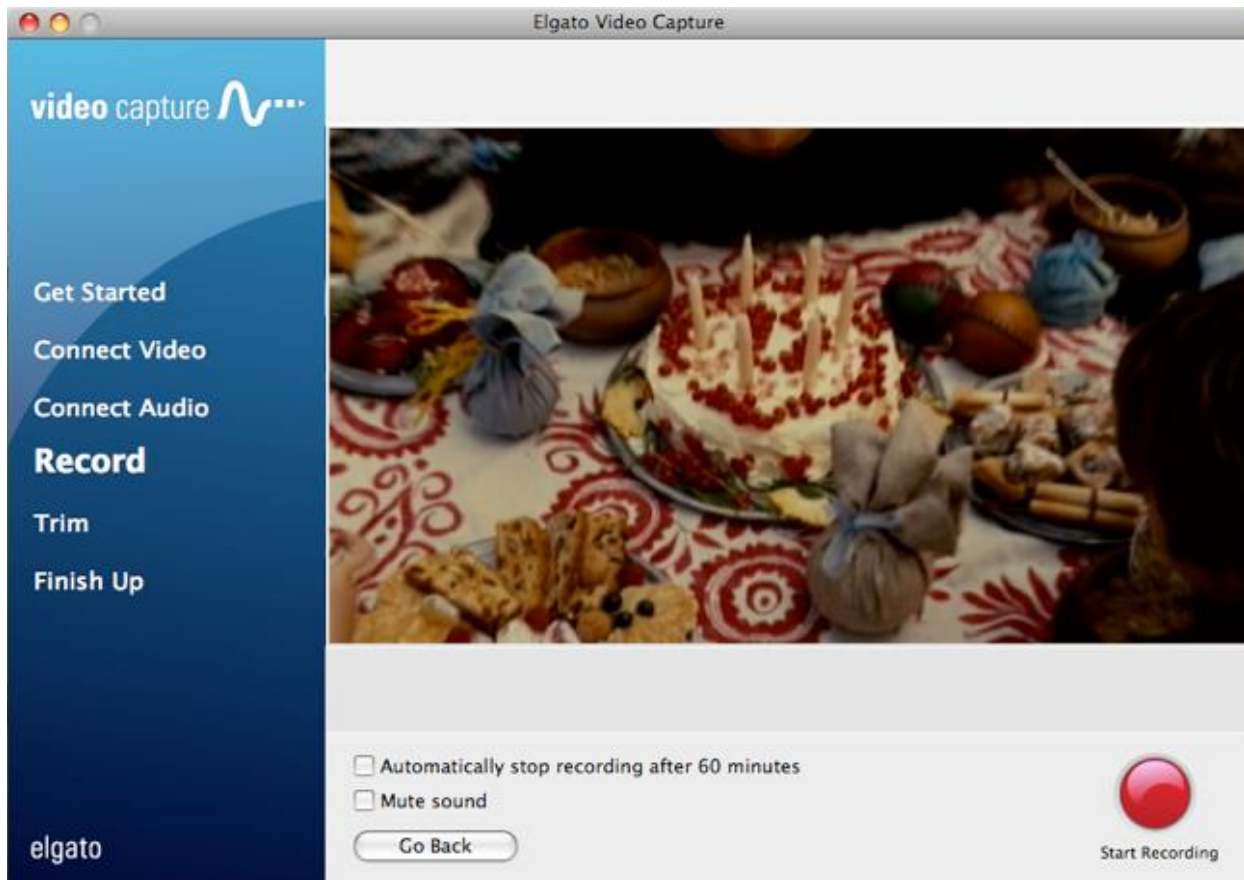 Elgato Video Capture
video capture
Get Started
Connect Video
Connect Audio
Record
Trim
Finish Up
elgato
Automatically stop recording after 60 minutes
Mute sound
Go Back
Start Recording